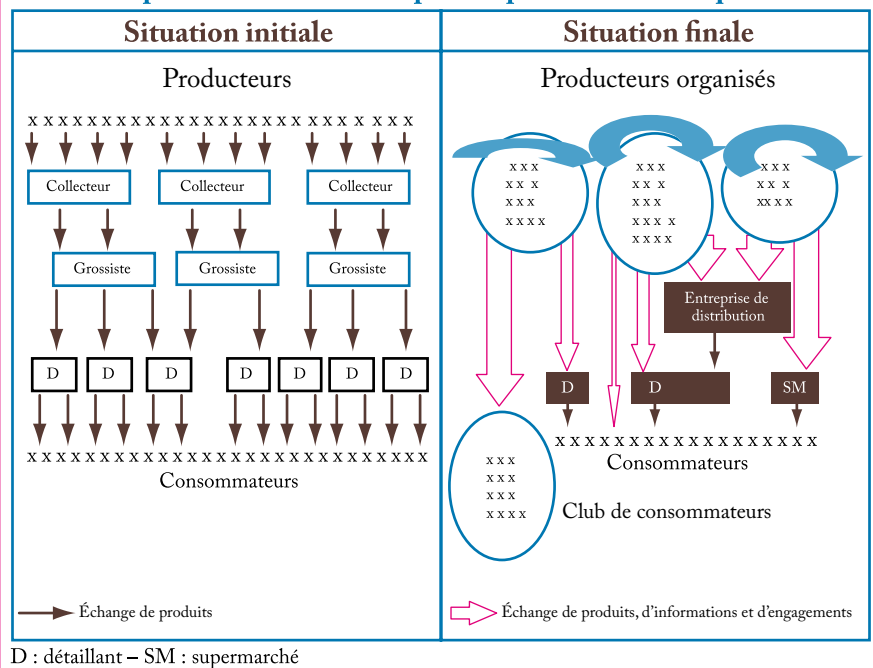 Situation initiale
Producteurs
x x x x x x x x x x x x x x x x x x x x x x x x
Collecteur
Collecteur
Collecteur
Grossiste
Grossiste
Grossiste
D
D
D
D
D
D
D
x x x x x x x x x x x x x x x x x x x x x x x x x x
Consommateurs
Échange de produits
Situation finale
Producteurs organisés
x x x
x x x
x x x
x x x x
x x x
x x x
x x x
x x x x
x x x x
x x x
x x x
xx x x
Entreprise de
distribution
D
D
SM
x x x x x x x x x x x x x x x x x x
Consommateurs
x x x
x x x
x x x
x x x x
Club de consommateurs
Échange de produits, d'informations et d'engagements
D : détaillant – SM : supermarché